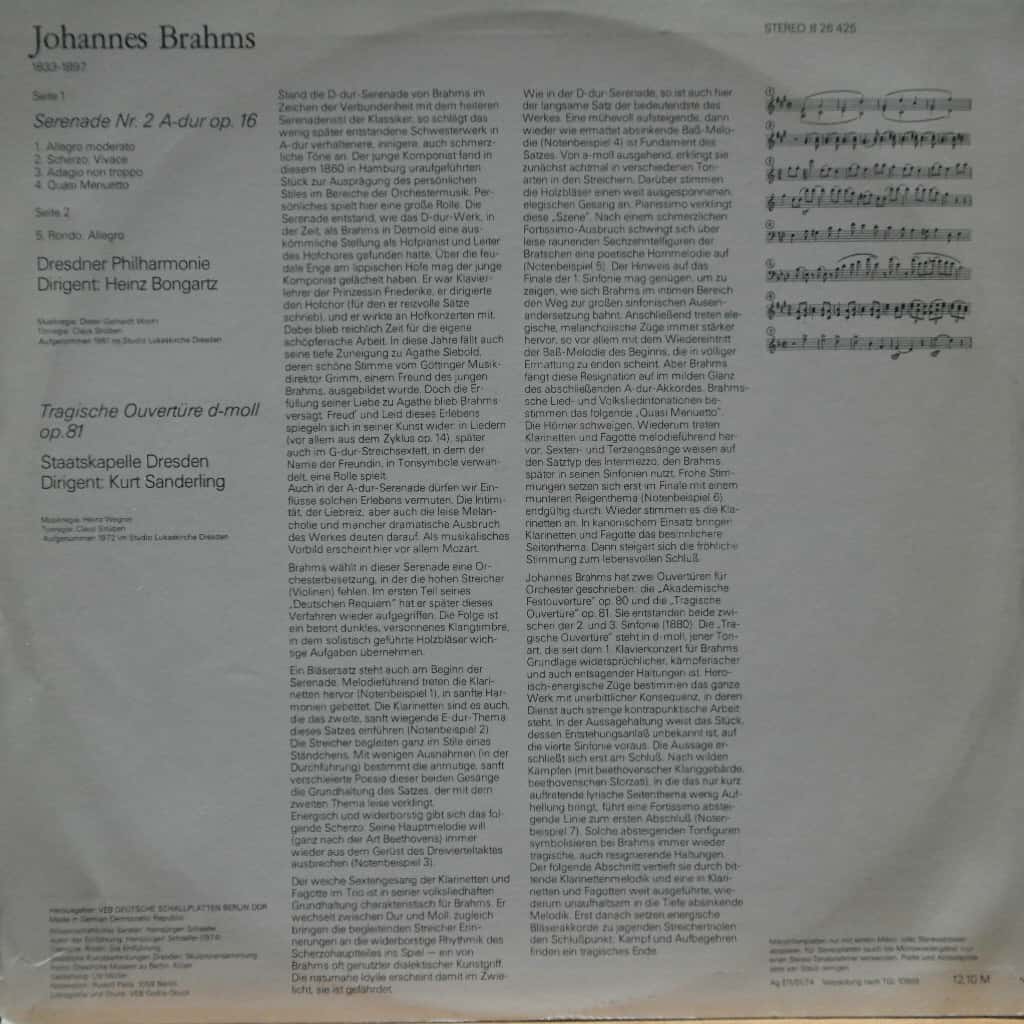 Johannes Brahms
1833-1897
STEREO 8 26 425
Seite 1
Serenade Nr. 2 A-dur op. 16
1. Allegro moderato
2. Scherzo. Vivace
3. Adagio non troppo
4. Quasi Menuetto
Seite 2
5. Rondo. Allegro
Dresdner Philharmonie
Dirigent: Heinz Bongartz
Musikregie: Dieter Gerhardt Worm
Tonregie: Claus Strüben
Aufgenommen 1961 im Studio Lukaskirche Dresden
Tragische Ouvertüre d-moll
op. 81
Staatskapelle Dresden
Dirigent: Kurt Sanderling
Musikregie: Heinz Wegner
Tonregie: Claus Strüben
Aufgenommen 1972 im Studio Lukaskirche Dresden
Herausgeber: VEB DEUTSCHE SCHALLPLATTEN BERLIN DDR
Made in German Democratic Republic
Stand die D-dur-Serenade von Brahms im
Zeichen der Verbundenheit mit dem heiteren
Serenadenstil der Klassiker, so schlägt das
wenig später entstandene Schwesterwerk in
A-dur verhaltenere, innigere, auch schmerz-
liche Töne an. Der junge Komponist fand in
diesem 1860 in Hamburg uraufgeführten
Stück zur Ausprägung des persönlichen
Stiles im Bereiche der Orchestermusik. Per-
sönliches spielt hier eine große Rolle. Die
Serenade entstand, wie das D-dur-Werk, in
der Zeit, als Brahms in Detmold eine aus-
kömmliche Stellung als Hofpianist und Leiter
des Hofchores gefunden hatte. Über die feu-
dale Enge am lippischen Hofe mag der junge
Komponist gelächelt haben. Er war Klavier-
lehrer der Prinzessin Friederike, er dirigierte
den Hofchor (für den er reizvolle Sätze
schrieb), und er wirkte an Hofkonzerten mit.
Dabei blieb reichlich Zeit für die eigene
schöpferische Arbeit. In diese Jahre fällt auch
seine tiefe Zuneigung zu Agathe Siebold,
deren schöne Stimme vom Göttinger Musik-
direktor Grimm, einem Freund des jungen
Brahms, ausgebildet wurde. Doch die Er-
füllung seiner Liebe zu Agathe blieb Brahms
versagt. Freud' und Leid dieses Erlebens
spiegeln sich in seiner Kunst wider: in Liedern
(vor allem aus dem Zyklus op. 14), später
auch im G-dur-Streichsextett, in dem der
Name der Freundin, in Tonsymbole verwan-
delt, eine Rolle spielt.
Auch in der A-dur-Serenade dürfen wir Ein-
flüsse solchen Erlebens vermuten. Die Intimi-
tät, der Liebreiz, aber auch die leise Melan-
cholie und mancher dramatische Ausbruch
des Werkes deuten darauf. Als musikalisches
Vorbild erscheint hier vor allem Mozart.
Brahms wählt in dieser Serenade eine Or-
chesterbesetzung, in der die hohen Streicher
(Violinen) fehlen. Im ersten Teil seines
„Deutschen Requiem" hat er später dieses
Verfahren wieder aufgegriffen. Die Folge ist
ein betont dunkles, versonnenes Klangtimbre,
in dem solistisch geführte Holzbläser wich-
tige Aufgaben übernehmen.
Ein Bläsersatz steht auch am Beginn der
Serenade. Melodieführend treten die Klari-
netten hervor (Notenbeispiel 1), in sanfte Har-
monien gebettet. Die Klarinetten sind es auch,
die das zweite, sanft wiegende E-dur-Thema
dieses Satzes einführen (Notenbeispiel 2).
Die Streicher begleiten ganz im Stile eines
Ständchens. Mit wenigen Ausnahmen (in der
Durchführung) bestimmt die anmutige, sanft
verschleierte Poesie dieser beiden Gesänge
die Grundhaltung des Satzes, der mit dem
zweiten Thema leise verklingt.
Energisch und widerborstig gibt sich das fol-
gende Scherzo. Seine Hauptmelodie will
(ganz nach der Art Beethovens) immer
wieder aus dem Gerüst des Dreivierteltaktes
ausbrechen (Notenbeispiel 3).
Der weiche Sextengesang der Klarinetten und
Fagotte im Trio ist in seiner volksliedhaften
Grundhaltung charakteristisch für Brahms. Er
wechselt zwischen Dur und Moll, zugleich
bringen die begleitenden Streicher Erin-
nerungen an die widerborstige Rhythmik des
Scherzohauptteiles ins Spiel — ein von
Brahms oft genutzter dialektischer Kunstgriff.
Die naturnahe Idylle erscheint damit im Zwie-
licht, sie ist gefährdet.
Wie in der D-dur-Serenade, so ist auch hier
der langsame Satz der bedeutendste des
Werkes. Eine mühevoll aufsteigende, dann
wieder wie ermattet absinkende Baß-Melo-
die (Notenbeispiel 4) ist Fundament des
Satzes. Von a-moll ausgehend, erklingt sie
zunächst achtmal in verschiedenen Ton-
arten in den Streichern. Darüber stimmen
die Holzbläser einen weit ausgesponnenen,
elegischen Gesang an. Pianissimo verklingt
diese „Szene". Nach einem schmerzlichen
Fortissimo-Ausbruch schwingt sich über
leise raunenden Sechzehntelfiguren der
Bratschen eine poetische Hornmelodie auf
(Notenbeispiel 5). Der Hinweis auf das
Finale der 1. Sinfonie mag genügen, um zu
zeigen, wie sich Brahms im intimen Bereich
den Weg zur großen sinfonischen Ausein-
andersetzung bahnt. Anschließend treten ele-
gische, melancholische Züge immer stärker
hervor, so vor allem mit dem Wiedereintritt
der Baß-Melodie des Beginns, die in völliger
Ermattung zu enden scheint. Aber Brahms
fängt diese Resignation auf im milden Glanz
des abschließenden A-dur-Akkordes. Brahms-
sche Lied- und Volksliedintonationen be-
stimmen das folgende „Quasi Menuetto".
Die Hörner schweigen. Wiederum treten
Klarinetten und Fagotte melodieführend her-
vor. Sexten- und Terzengesänge weisen auf
den Satztyp des Intermezzo, den Brahms
später in seinen Sinfonien nutzt. Frohe Stim-
mungen setzen sich erst im Finale mit einem
munteren Reigenthema (Notenbeispiel 6)
endgültig durch. Wieder stimmen es die Kla-
rinetten an. In kanonischem Einsatz bringen
Klarinetten und Fagotte das besinnlichere
Seitenthema. Dann steigert sich die fröhliche
Stimmung zum lebensvollen Schluß.
Johannes Brahms hat zwei Ouvertüren für
Orchester geschrieben: die „Akademische
Festouvertüre" op. 80 und die „Tragische
Ouvertüre" op. 81. Sie entstanden beide zwi-
schen der 2. und 3. Sinfonie (1880). Die „Tra-
gische Ouvertüre" steht in d-moll, jener Ton-
art, die seit dem 1. Klavierkonzert für Brahms
Grundlage widersprüchlicher, kämpferischer
und auch entsagender Haltungen ist. Hero-
isch-energische Züge bestimmen das ganze
Werk mit unerbittlicher Konsequenz, in deren
Dienst auch strenge kontrapunktische Arbeit
steht. In der Aussagehaltung weist das Stück,
dessen Entstehungsanlaß unbekannt ist, auf
die vierte Sinfonie voraus. Die Aussage er-
schließt sich erst am Schluß. Nach wilden
Kämpfen (mit beethovenscher Klanggebärde,
beethovenschen Sforzati), in die das nur kurz
auftretende lyrische Seitenthema wenig Auf-
hellung bringt, führt eine Fortissimo abstei-
gende Linie zum ersten Abschluß (Noten-
beispiel 7). Solche absteigenden Tonfiguren
symbolisieren bei Brahms immer wieder
tragische, auch resignierende Haltungen.
Der folgende Abschnitt vertieft sie durch bit-
tende Klarinettenmelodik und eine in Klari-
netten und Fagotten weit ausgeführte, wie-
derum unaufhaltsam in die Tiefe absinkende
Melodik. Erst danach setzen energische
Bläserakkorde zu jagenden Streichertriolen
den Schlußpunkt. Kampf und Aufbegehren
finden ein tragisches Ende.
12,10 M